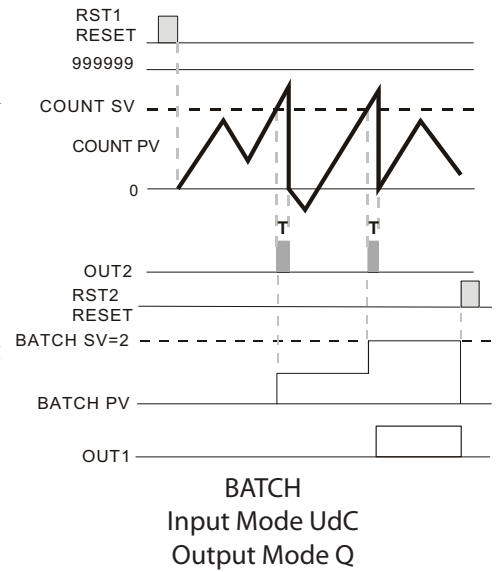 RST1
RESET
999999
COUNT SV
COUNT PV
0
T
T
OUT2
RST2
RESET
BATCH SV=2
BATCH PV
OUT1
BATCH
Input Mode UdC
Output Mode Q